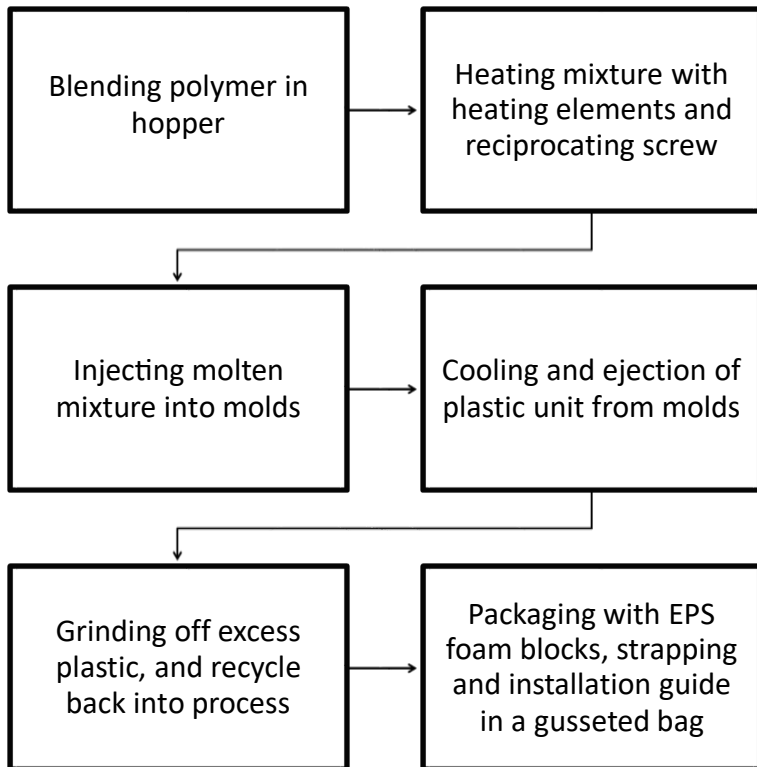 Blending polymer in
hopper
Heating mixture with
heating elements and
reciprocating screw
Injecting molten
mixture into molds
Cooling and ejection of
plastic unit from molds
Grinding off excess
plastic, and recycle
back into process
Packaging with EPS
foam blocks, strapping
and installation guide
in a gusseted bag